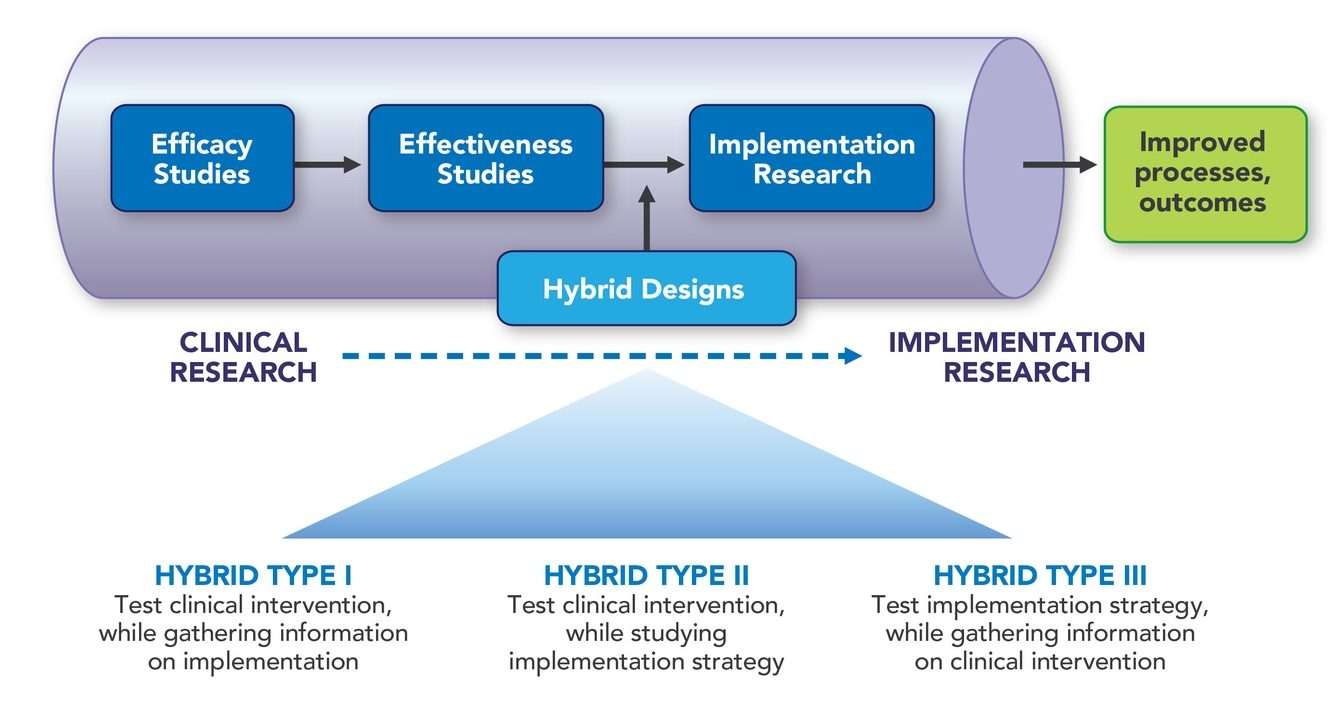 Efficacy
Studies
Effectiveness
Studies
Implementation
Research
Improved
processes,
outcomes
Hybrid Designs
CLINICAL
RESEARCH
IMPLEMENTATION
RESEARCH
HYBRID TYPE I
Test clinical intervention,
while gathering information
on implementation
HYBRID TYPE II
Test clinical intervention,
while studying
implementation strategy
HYBRID TYPE III
Test implementation strategy,
while gathering information
on clinical intervention